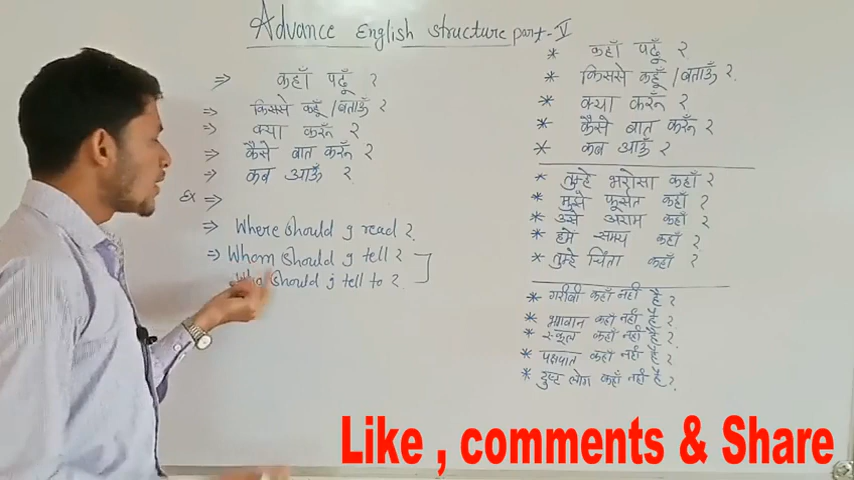 Advance English structure part-V
⇒ कहाँ पढूँ ?
⇒ किससे कहूँ / बताऊँ ?
⇒ क्या करूँ ?
⇒ कैसे बात करूँ ?
⇒ कब आऊँ ?
Ex ⇒
⇒ Where should I read ?
⇒ Whom should I tell ?
Who should I tell to ?
* कहाँ पढूँ ?
* किससे कहूँ / बताऊँ ?
* क्या करूँ ?
* कैसे बात करूँ ?
* कब आऊँ ?
* तुम्हे भरोसा कहाँ ?
* मुझे फूर्सत कहाँ ?
* उसे अराम कहाँ ?
* हमें समय कहाँ ?
* तुम्हे चिंता कहाँ ?
* गरीबी कहाँ नहीं है ?
* भगवान कहाँ नहीं है ?
* स्कूल कहाँ नहीं है ?
* पक्षपात कहाँ नहीं है ?
* दुष्ट लोग कहाँ नहीं है ?
Like , comments & Share